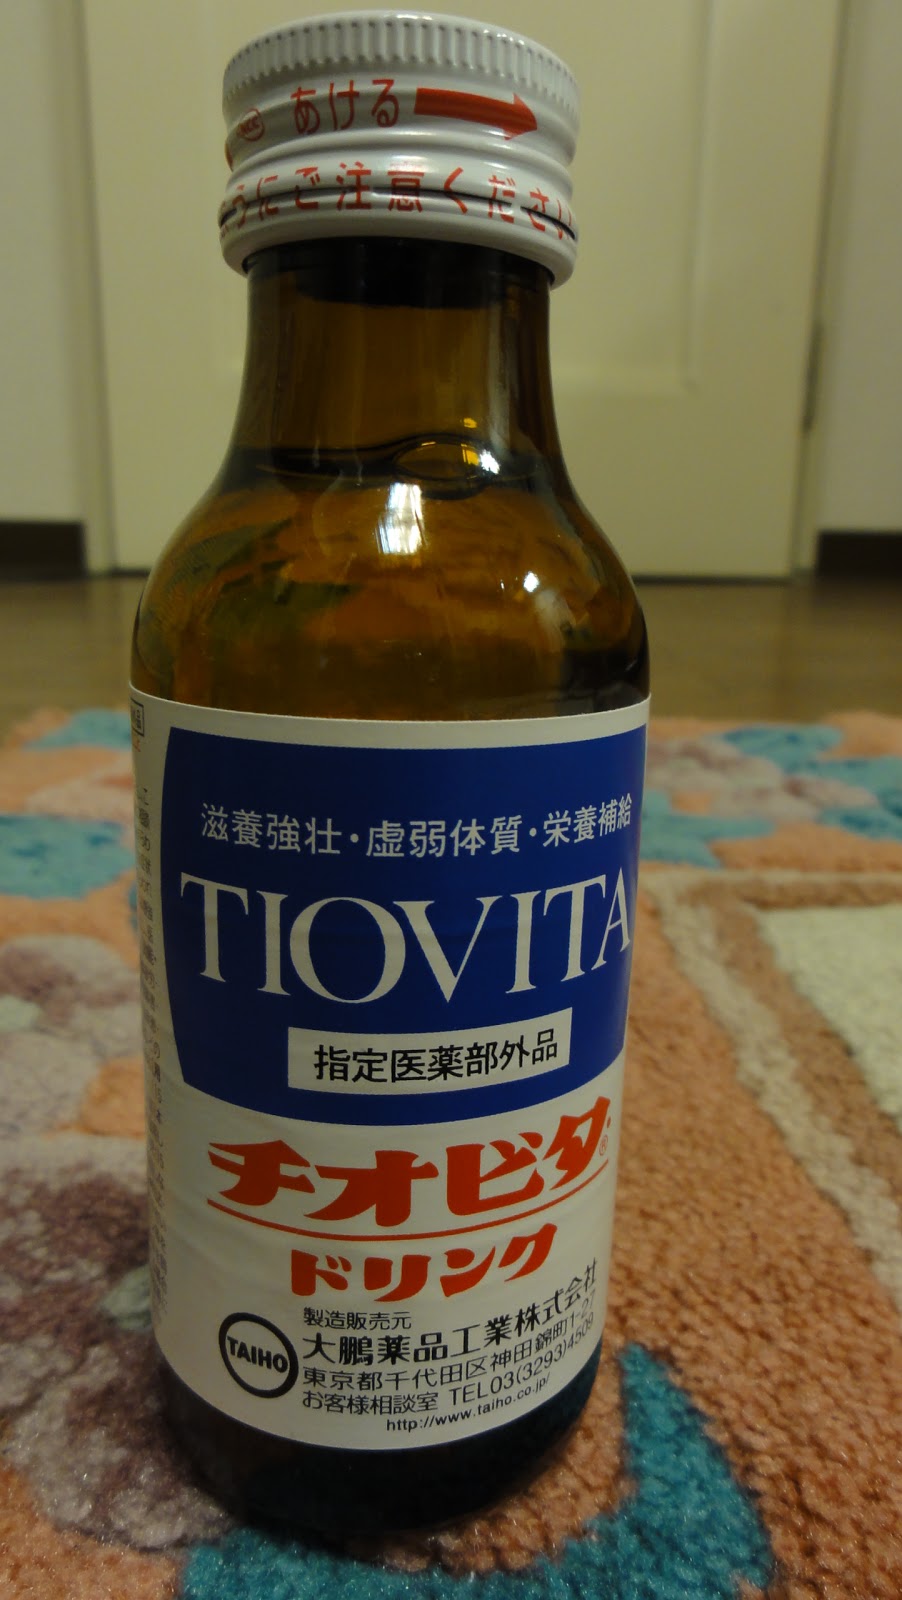 あける
うにご注意ください
滋養強壮・虚弱体質・栄養補給
TIOVITA
指定医薬部外品
チオビタ®
ドリンク
製造販売元
TAIHO
大鵬薬品工業株式会社
東京都千代田区神田錦町1-27
お客様相談室 TEL03(3293)4509
http://www.taiho.co.jp/